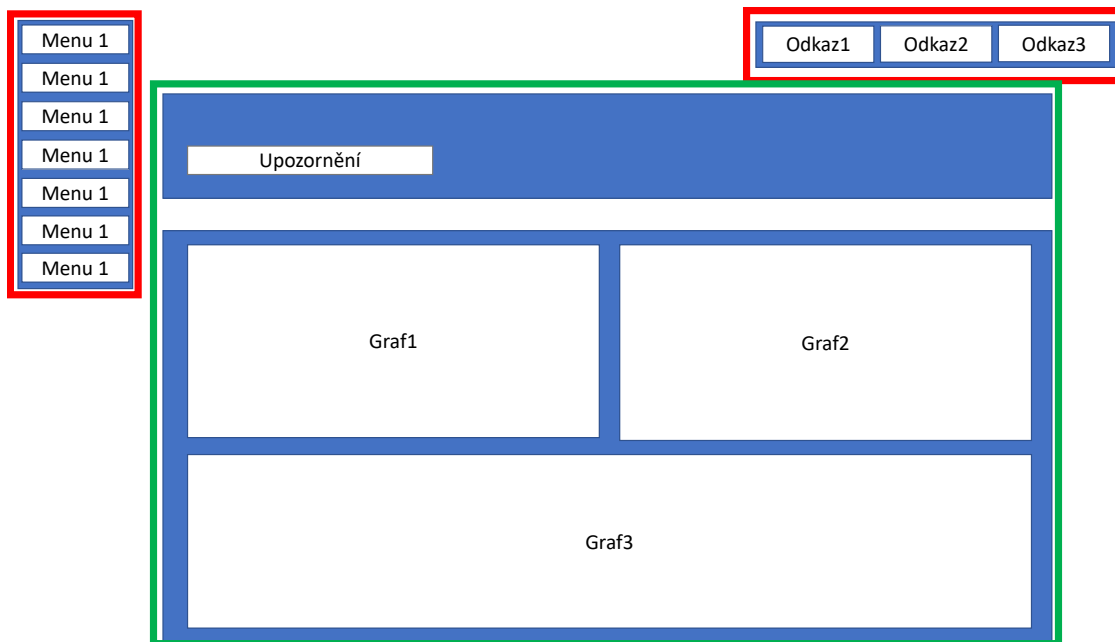 Menu 1
Menu 1
Menu 1
Menu 1
Menu 1
Menu 1
Menu 1
Odkaz1
Odkaz2
Odkaz3
Upozornění
Graf1
Graf2
Graf3